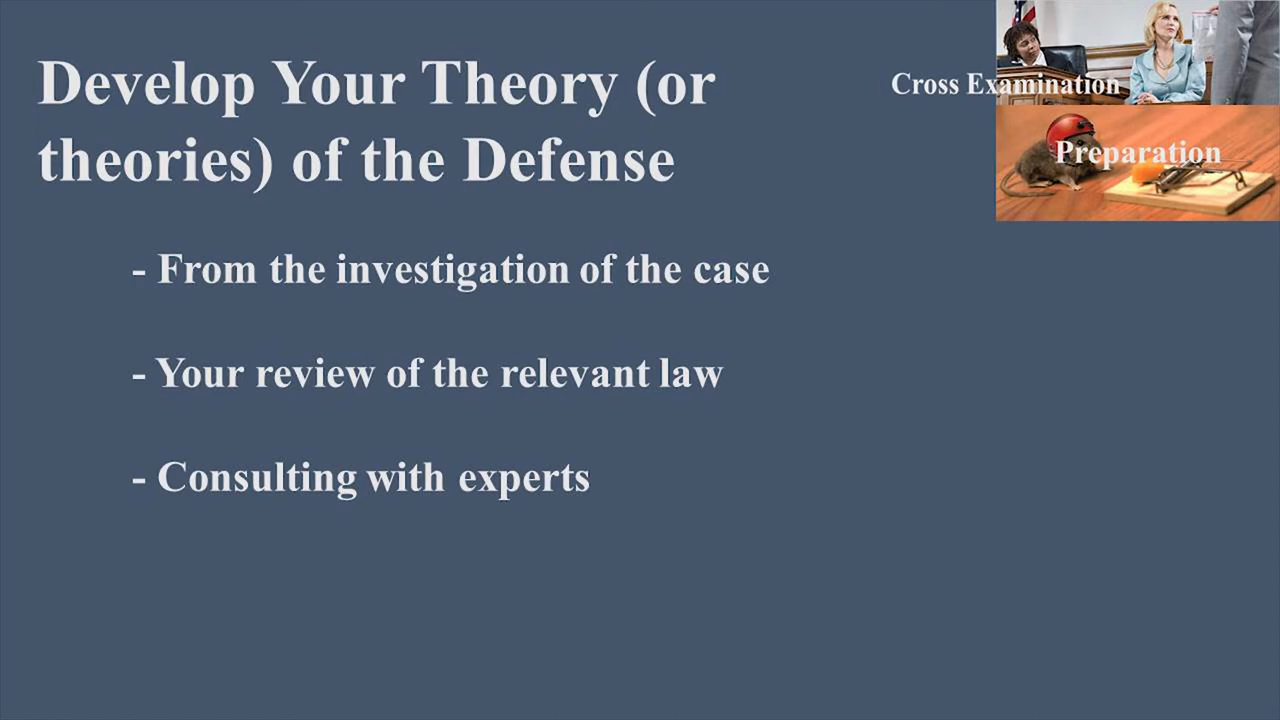 Develop Your Theory (or
theories) of the Defense
Cross Examination
Preparation
- From the investigation of the case
- Your review of the relevant law
- Consulting with experts